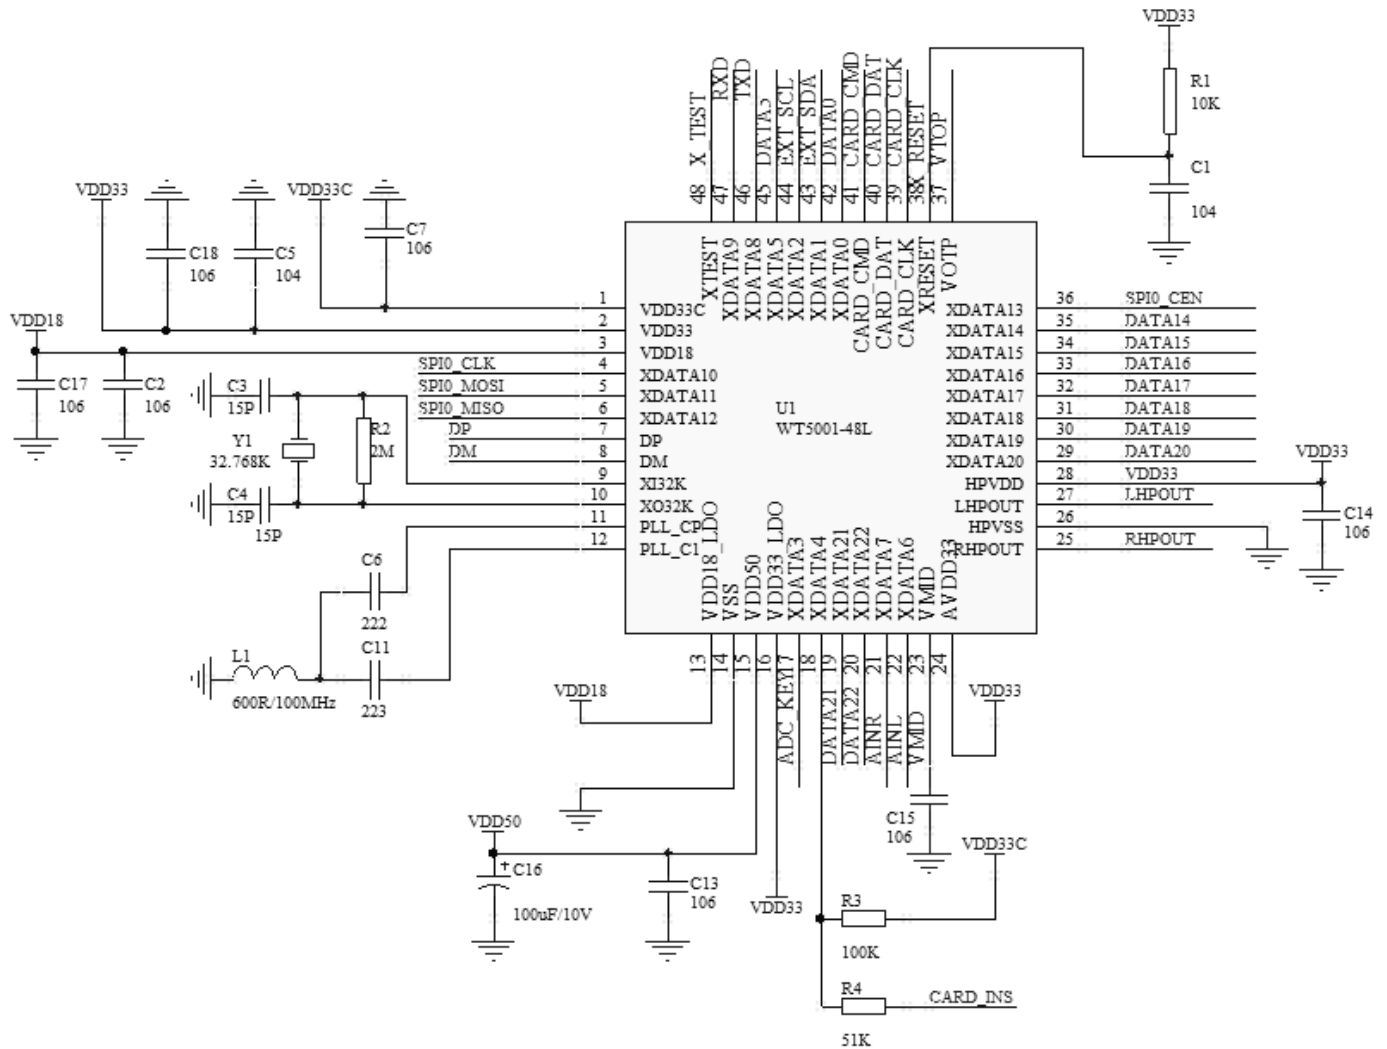 VDD33
R1
10K
C1
104
48 X_TEST
47 RXD
46 TXD
45 DATA5
44 EXT_SCL
43 EXT_SDA
42 DATA0
41 CARD_CMD
40 CARD_DAT
39 CARD_CLK
38 X_RESET
37 VTOP
VDD33
C18
106
C5
104
VDD33C
C7
106
XTEST
XDATA9
XDATA8
XDATA5
XDATA2
XDATA1
XDATA0
CARD_CMD
CARD_DAT
CARD_CLK
XRESET
VOTP
VDD18
C17
106
C2
106
1 VDD33C
2 VDD33
3 VDD18
SPI0_CLK 4 XDATA10
SPI0_MOSI 5 XDATA11
SPI0_MISO 6 XDATA12
DP 7 DP
DM 8 DM
9 XI32K
10 XO32K
11 PLL_CP
12 PLL_C1
C3
15P
Y1
32.768K
R2
2M
C4
15P
15P
U1
WT5001-48L
XDATA13 36 SPI0_CEN
XDATA14 35 DATA14
XDATA15 34 DATA15
XDATA16 33 DATA16
XDATA17 32 DATA17
XDATA18 31 DATA18
XDATA19 30 DATA19
XDATA20 29 DATA20
HPVDD 28 VDD33
LHPOUT 27 LHPOUT
HPVSS 26
RHPOUT 25 RHPOUT
VDD33
C14
106
C6
222
C11
223
L1
600R/100MHz
VDD18_LDO
VSS
VDD50
VDD33_LDO
XDATA3
XDATA4
XDATA21
XDATA22
XDATA7
XDATA6
VMID
AVDD33
13
14
15
16
17 ADC_KEY
18
19 DATA21
20 DATA22
21 AINR
22 AINL
23 VMID
24
VDD18
VDD33
VDD50
+
C16
100uF/10V
C13
106
VDD33
C15
106
VDD33C
R3
100K
R4
51K
CARD_INS